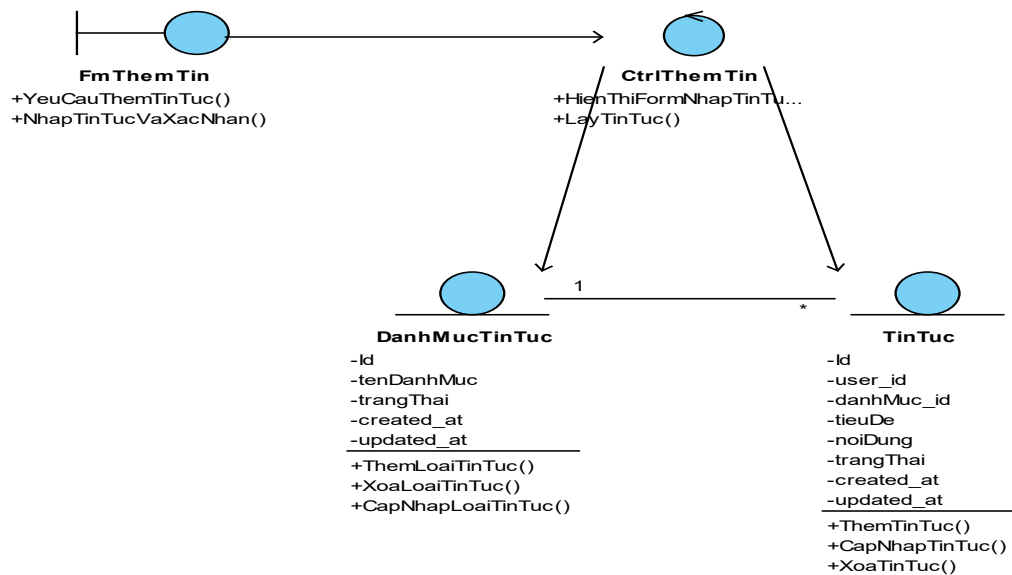 FmThemTin
+YeuCauThemTinTuc()
+NhapTinTucVaXacNhan()
CtrlThemTin
+HienThiFormNhapTinTu...
+LayTinTuc()
1
*
DanhMucTinTuc
-Id
-tenDanhMuc
-trangThai
-created_at
-updated_at
+ThemLoaiTinTuc()
+XoaLoaiTinTuc()
+CapNhapLoaiTinTuc()
TinTuc
-Id
-user_id
-danhMuc_id
-tieuDe
-noiDung
-trangThai
-created_at
-updated_at
+ThemTinTuc()
+CapNhapTinTuc()
+XoaTinTuc()